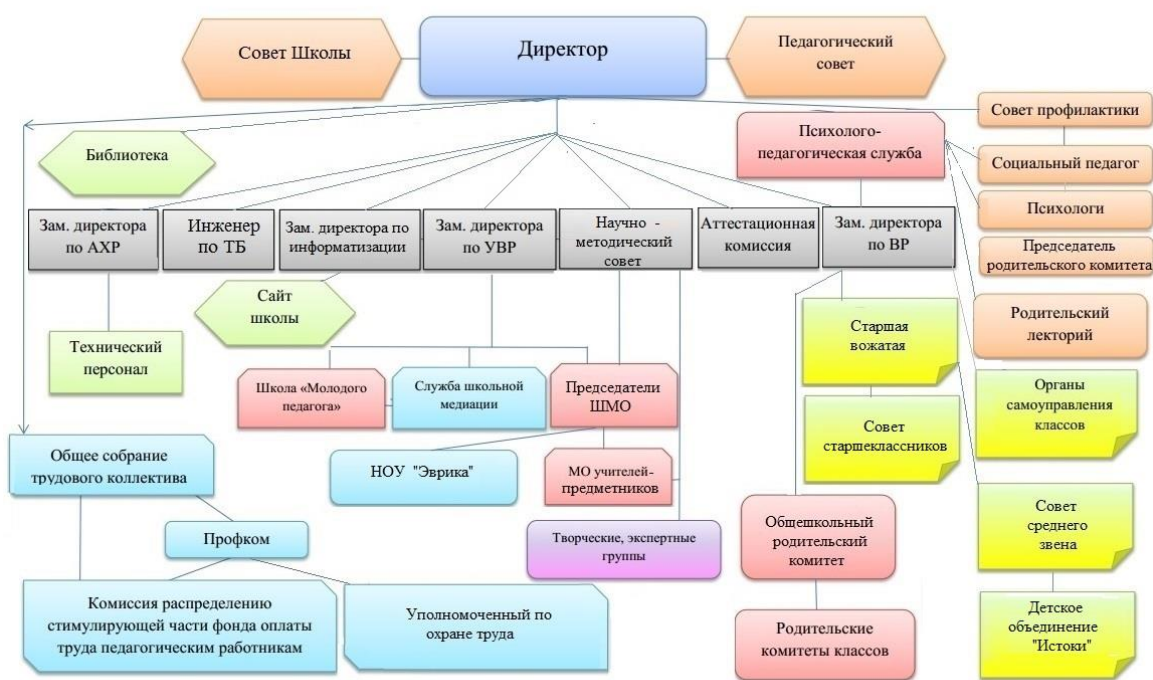 Совет Школы
Директор
Педагогический
совет
Совет профилактики
Библиотека
Психолого-
педагогическая служба
Социальный педагог
Психологи
Зам. директора
по АХР
Инженер
по ТБ
Зам. директора по
информатизации
Зам. директора
по УВР
Научно -
методический
совет
Аттестационная
комиссия
Зам. директора
по ВР
Председатель
родительского комитета
Сайт
школы
Старшая
вожатая
Родительский
лекторий
Технический
персонал
Школа «Молодого
педагога»
Служба школьной
медиации
Председатели
ШМО
Органы
самоуправления
классов
Совет
старшеклассников
Общее собрание
трудового коллектива
НОУ "Эврика"
МО учителей-
предметников
Совет
среднего
звена
Профком
Творческие, экспертные
группы
Общешкольный
родительский
комитет
Комиссия распределению
стимулирующей части фонда оплаты
труда педагогическим работникам
Уполномоченный по
охране труда
Родительские
комитеты классов
Детское
объединение
"Истоки"